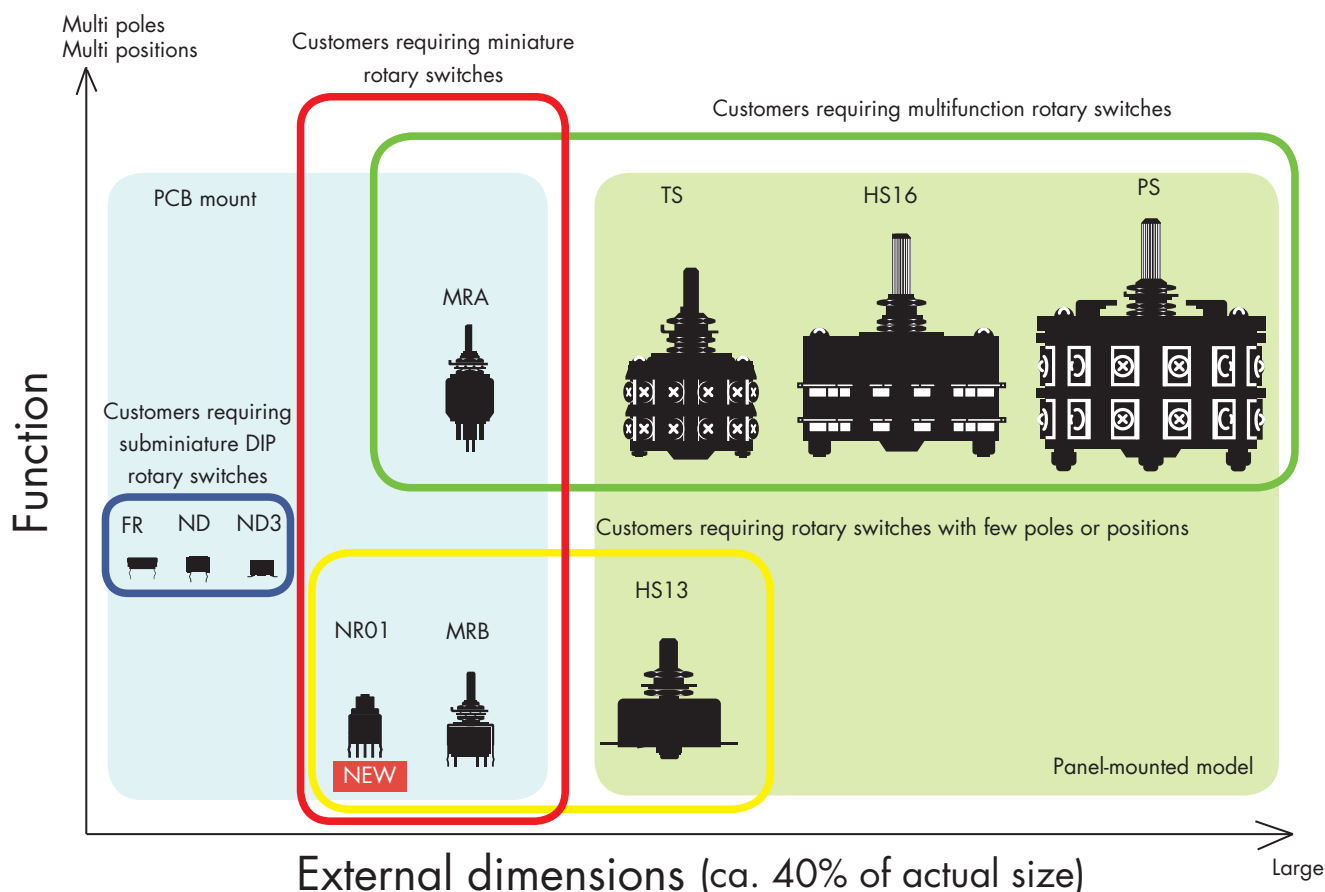 Multi poles
Multi positions
Customers requiring miniature
rotary switches
Customers requiring multifunction rotary switches
PCB mount
TS
HS16
PS
MRA
Function
Customers requiring
subminiature DIP
rotary switches
FR
ND
ND3
Customers requiring rotary switches with few poles or positions
HS13
NR01
MRB
NEW
Panel-mounted model
External dimensions (ca. 40% of actual size)
Large